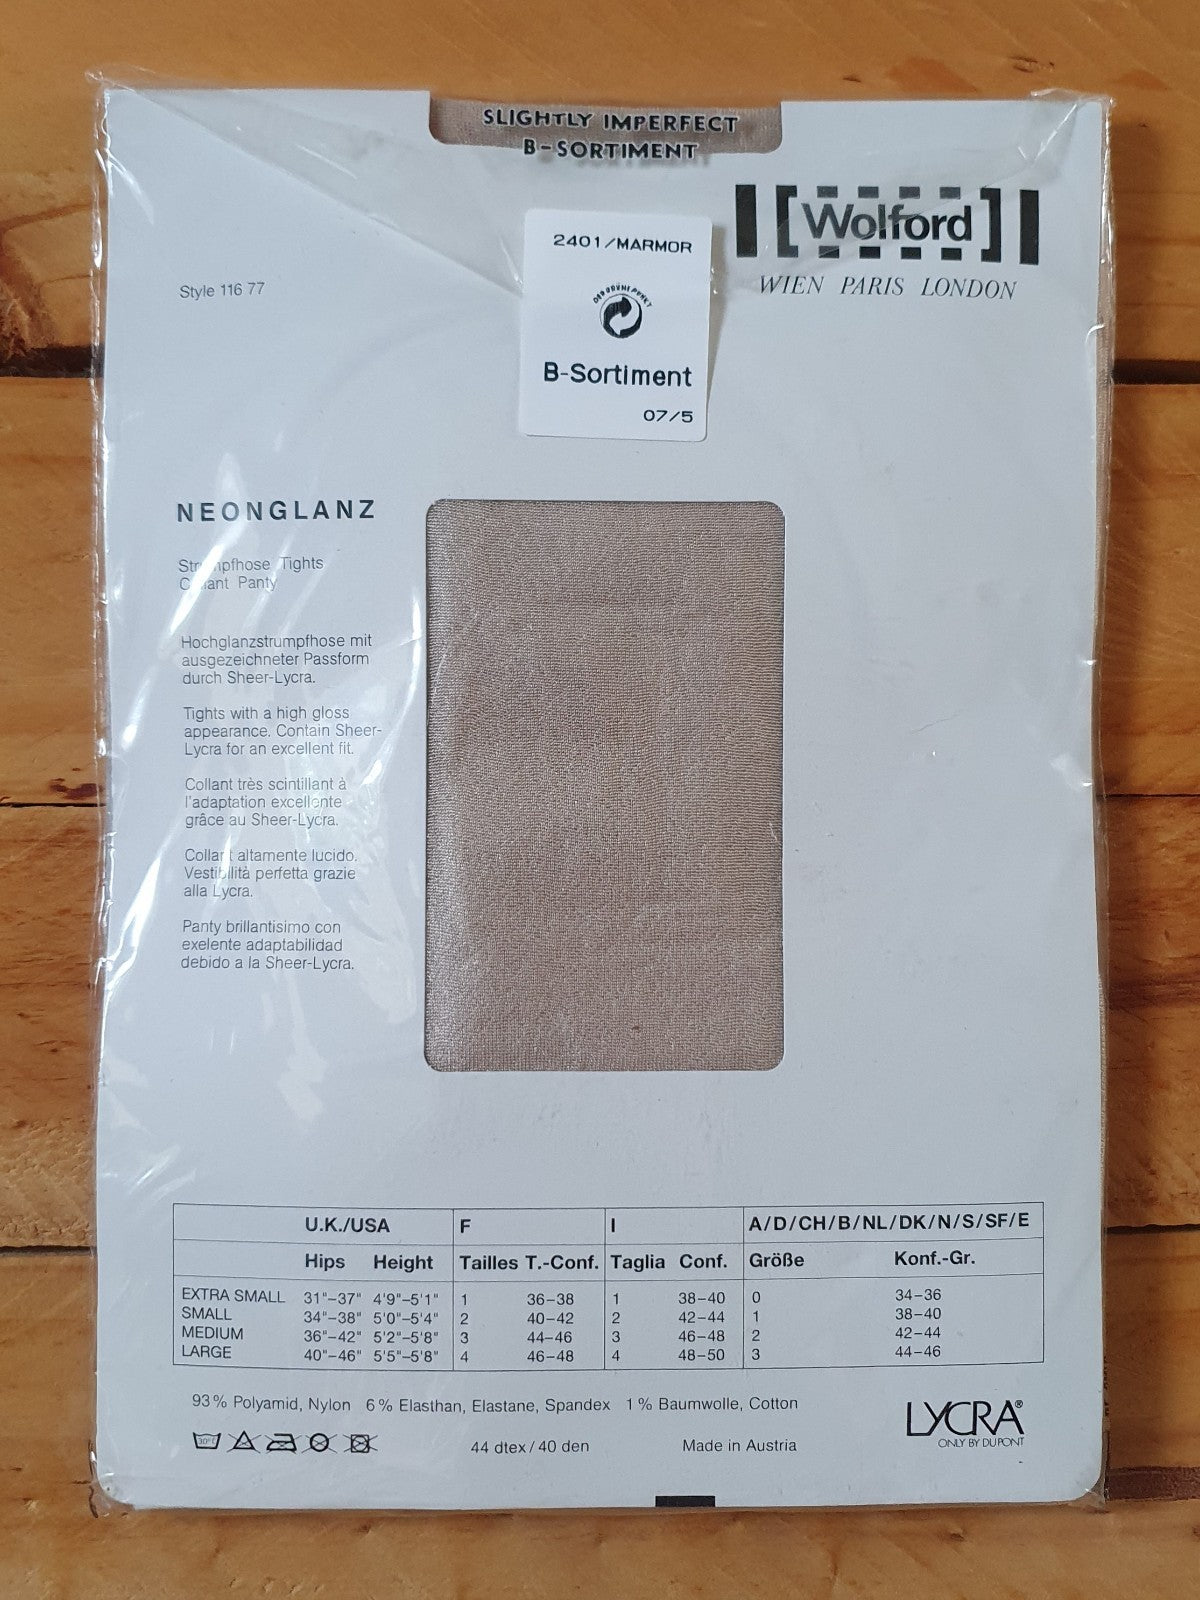 SLIGHTLY IMPERFECT
B-SORTIMENT
[Wolford]
WIEN PARIS LONDON
2401/MARMOR
DER GRÜNE PUNKT
B-Sortiment
07/5
Style 116 77
NEONGLANZ
Strumpfhose Tights
Collant Panty
Hochglanzstrumpfhose mit
ausgezeichneter Passform
durch Sheer-Lycra.
Tights with a high gloss
appearance. Contain Sheer-
Lycra for an excellent fit.
Collant très scintillant à
l'adaptation excellente
grâce au Sheer-Lycra.
Collant altamente lucido.
Vestibilità perfetta grazie
alla Lycra.
Panty brillantisimo con
exelente adaptabilidad
debido a la Sheer-Lycra.
U.K./USA F I A/D/CH/B/NL/DK/N/S/SF/E
Hips Height Tailles T.-Conf. Taglia Conf. Größe Konf.-Gr.
EXTRA SMALL 31"–37" 4'9"–5'1" 1 36–38 1 38–40 0 34–36
SMALL 34"–38" 5'0"–5'4" 2 40–42 2 42–44 1 38–40
MEDIUM 36"–42" 5'2"–5'8" 3 44–46 3 46–48 2 42–44
LARGE 40"–46" 5'5"–5'8" 4 46–48 4 48–50 3 44–46
93% Polyamid, Nylon 6% Elasthan, Elastane, Spandex 1% Baumwolle, Cotton
30°C 44 dtex/40 den Made in Austria
LYCRA®
ONLY BY DU PONT